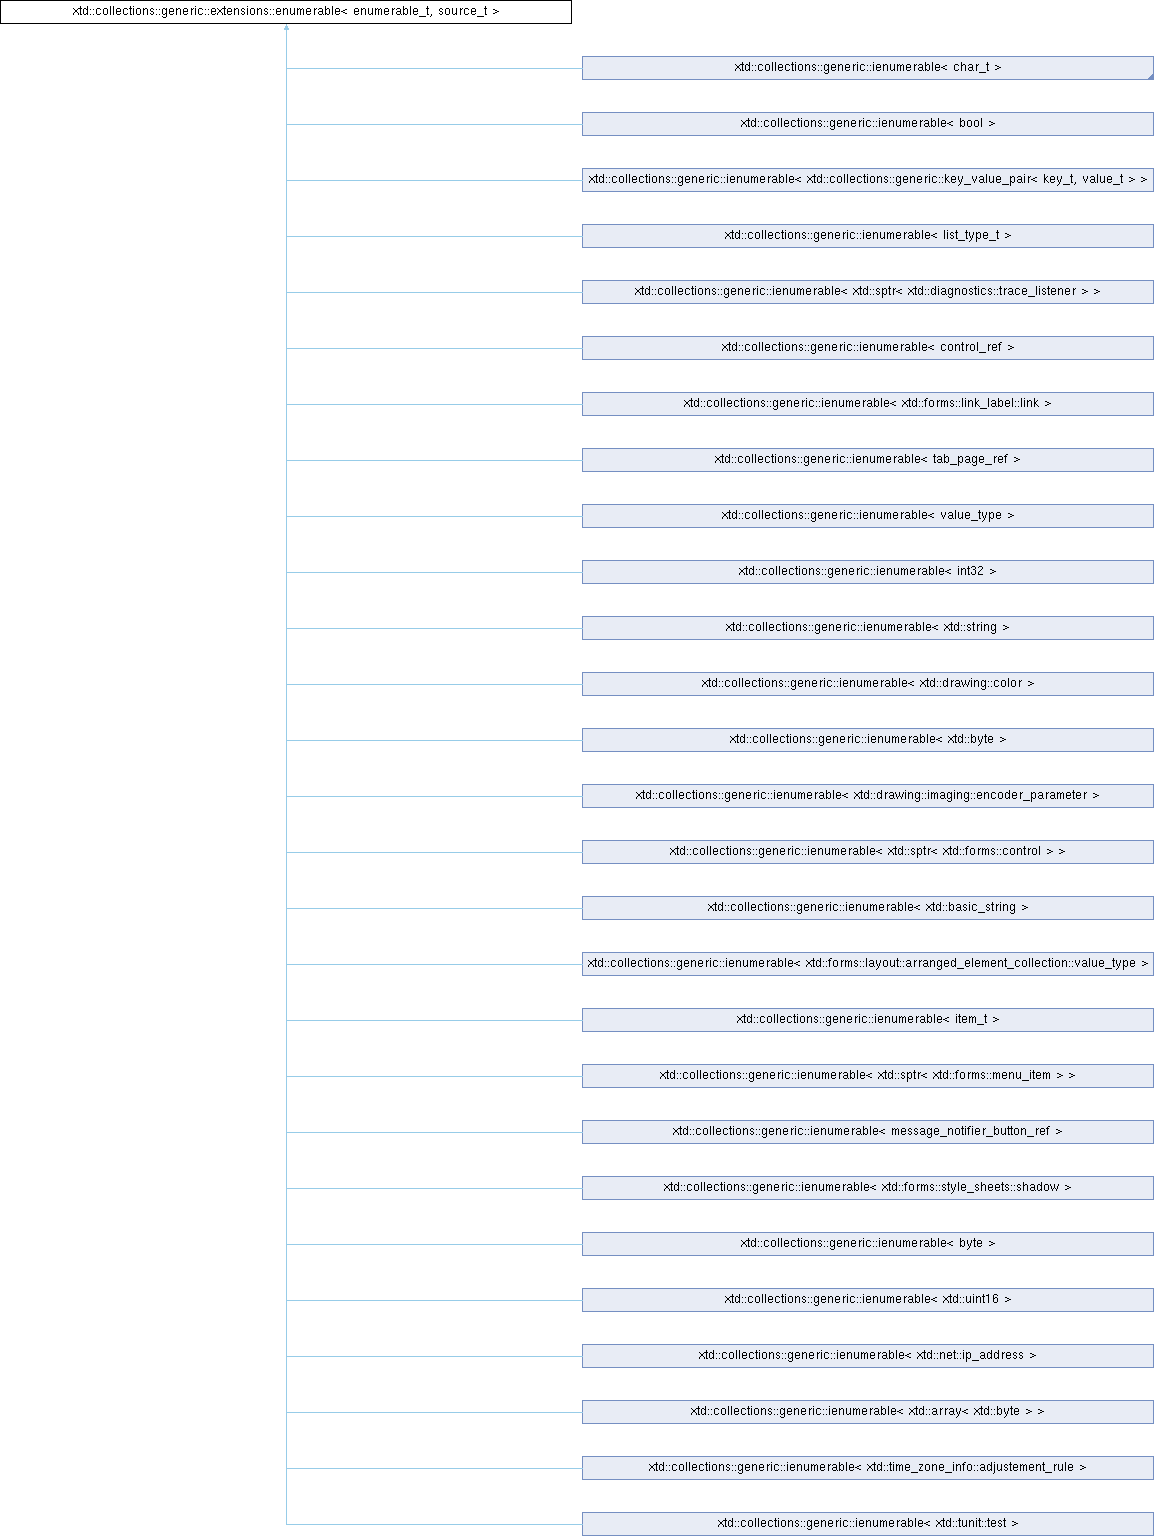 xtd::collections::generic::extensions::enumerable< enumerable_t, source_t >
xtd::collections::generic::ienumerable< char_t >
xtd::collections::generic::ienumerable< bool >
xtd::collections::generic::ienumerable< xtd::collections::generic::key_value_pair< key_t, value_t > >
xtd::collections::generic::ienumerable< list_type_t >
xtd::collections::generic::ienumerable< xtd::sptr< xtd::diagnostics::trace_listener > >
xtd::collections::generic::ienumerable< control_ref >
xtd::collections::generic::ienumerable< xtd::forms::link_label::link >
xtd::collections::generic::ienumerable< tab_page_ref >
xtd::collections::generic::ienumerable< value_type >
xtd::collections::generic::ienumerable< int32 >
xtd::collections::generic::ienumerable< xtd::string >
xtd::collections::generic::ienumerable< xtd::drawing::color >
xtd::collections::generic::ienumerable< xtd::byte >
xtd::collections::generic::ienumerable< xtd::drawing::imaging::encoder_parameter >
xtd::collections::generic::ienumerable< xtd::sptr< xtd::forms::control > >
xtd::collections::generic::ienumerable< xtd::basic_string >
xtd::collections::generic::ienumerable< xtd::forms::layout::arranged_element_collection::value_type >
xtd::collections::generic::ienumerable< item_t >
xtd::collections::generic::ienumerable< xtd::sptr< xtd::forms::menu_item > >
xtd::collections::generic::ienumerable< message_notifier_button_ref >
xtd::collections::generic::ienumerable< xtd::forms::style_sheets::shadow >
xtd::collections::generic::ienumerable< byte >
xtd::collections::generic::ienumerable< xtd::uint16 >
xtd::collections::generic::ienumerable< xtd::net::ip_address >
xtd::collections::generic::ienumerable< xtd::array< xtd::byte > >
xtd::collections::generic::ienumerable< xtd::time_zone_info::adjustement_rule >
xtd::collections::generic::ienumerable< xtd::tunit::test >